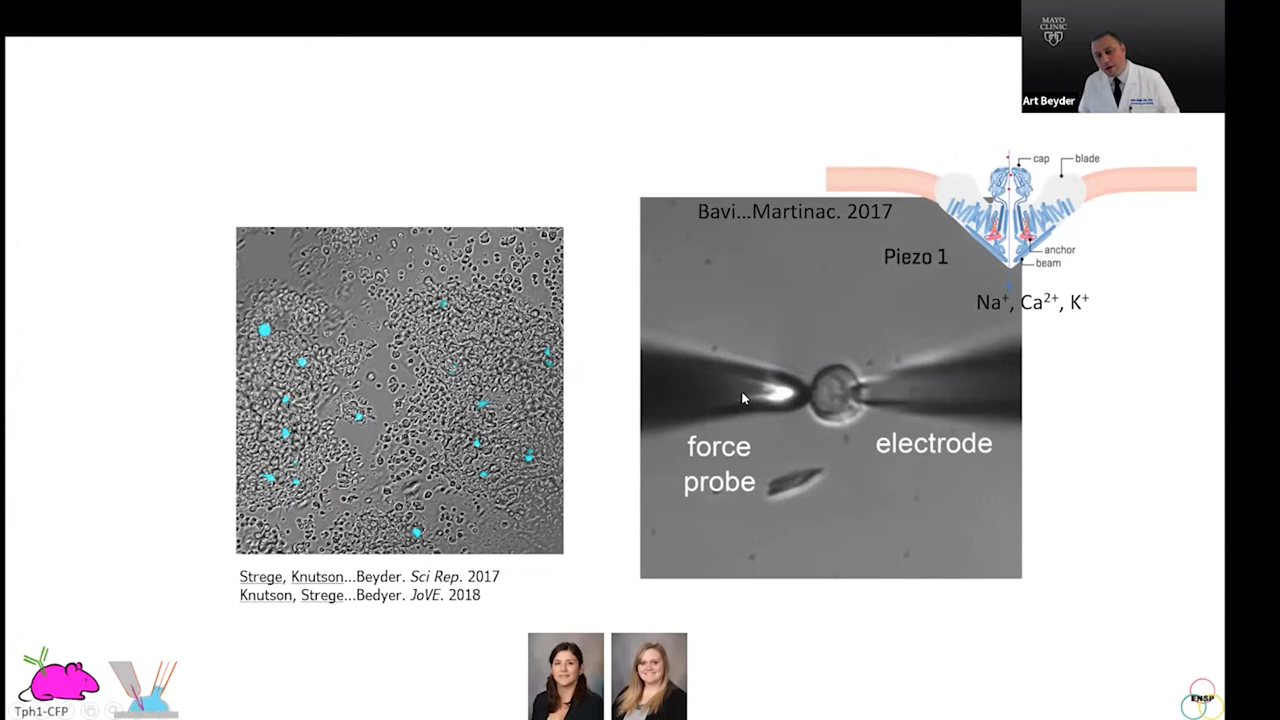 MAYO
CLINIC
Art Beyder
cap
blade
Bavi...Martinac. 2017
Piezo 1
anchor
beam
Na⁺, Ca²⁺, K⁺
force
probe
electrode
Strege, Knutson...Beyder. Sci Rep. 2017
Knutson, Strege...Bedyer. JoVE. 2018
Tph1-CFP
ENSP